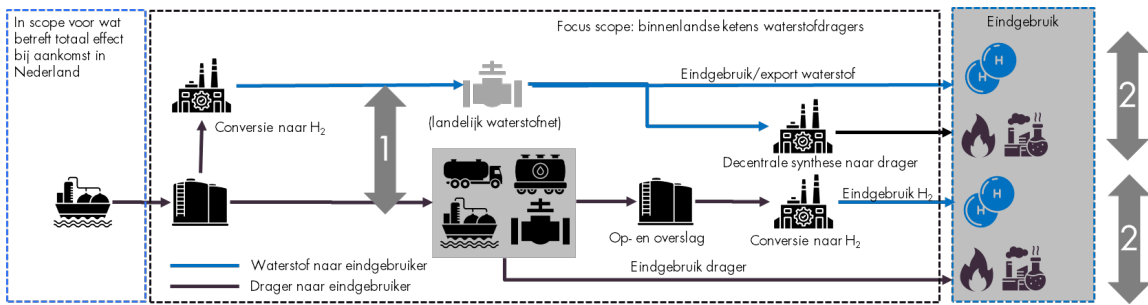 In scope voor wat
betreft totaal effect
bij aankomst in
Nederland
Focus scope: binnenlandse ketens waterstofdragers
Eindgebruik
Conversie naar H₂
(landelijk waterstofnet)
Eindgebruik/export waterstof
H
H
2
1
Decentrale synthese naar drager
Eindgebruik H₂
H
H
2
Op- en overslag
Conversie naar H₂
Waterstof naar eindgebruiker
Drager naar eindgebruiker
Eindgebruik drager